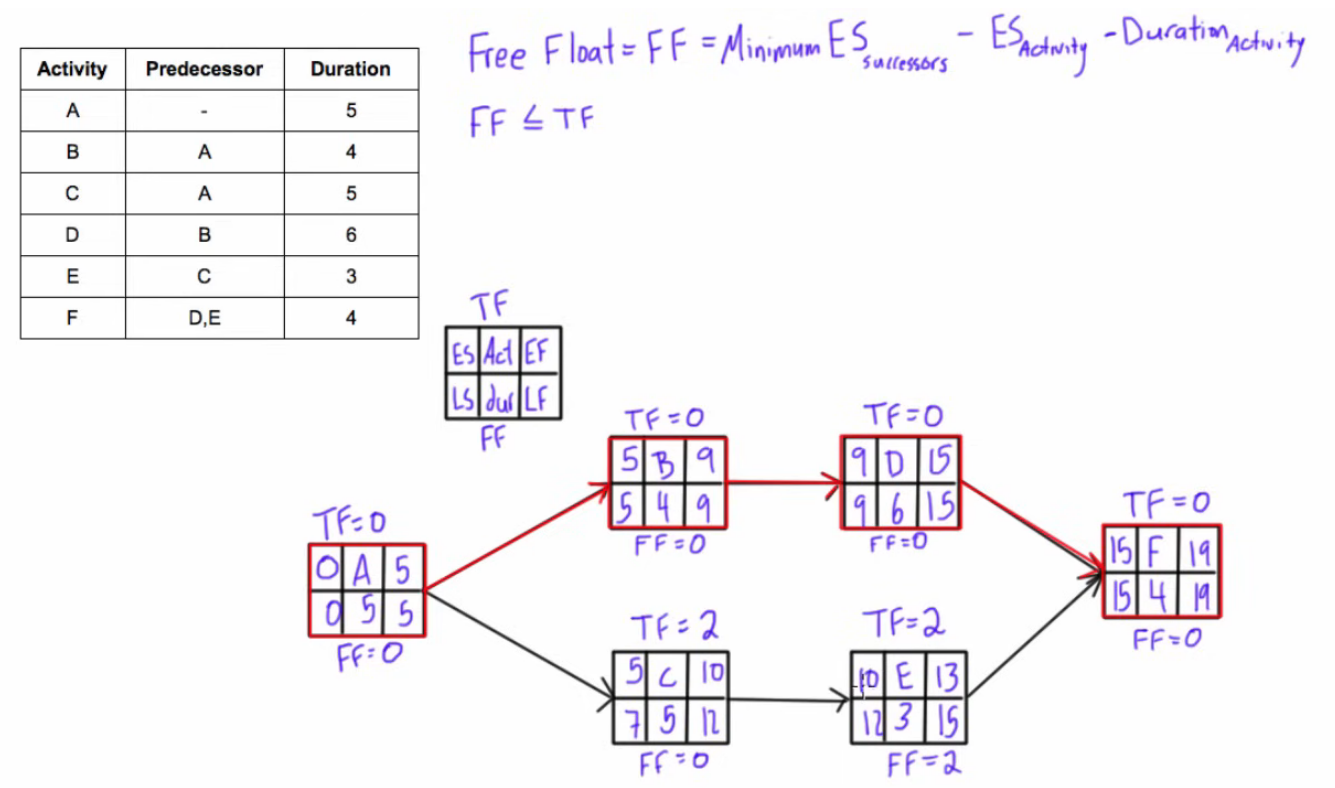 Free Float = FF = Minimum ES successors - ES Activity - Duration Activity
FF ≤ TF
Activity Predecessor Duration
A - 5
B A 4
C A 5
D B 6
E C 3
F D,E 4
TF
ES Act EF
LS dur LF
FF
TF=0
5 B 9
5 4 9
FF=0
TF=0
9 D 15
9 6 15
FF=0
TF=0
0 A 5
0 5 5
FF=0
TF=0
15 F 19
15 4 19
FF=0
TF=2
5 C 10
7 5 12
FF=0
TF=2
10 E 13
12 3 15
FF=2